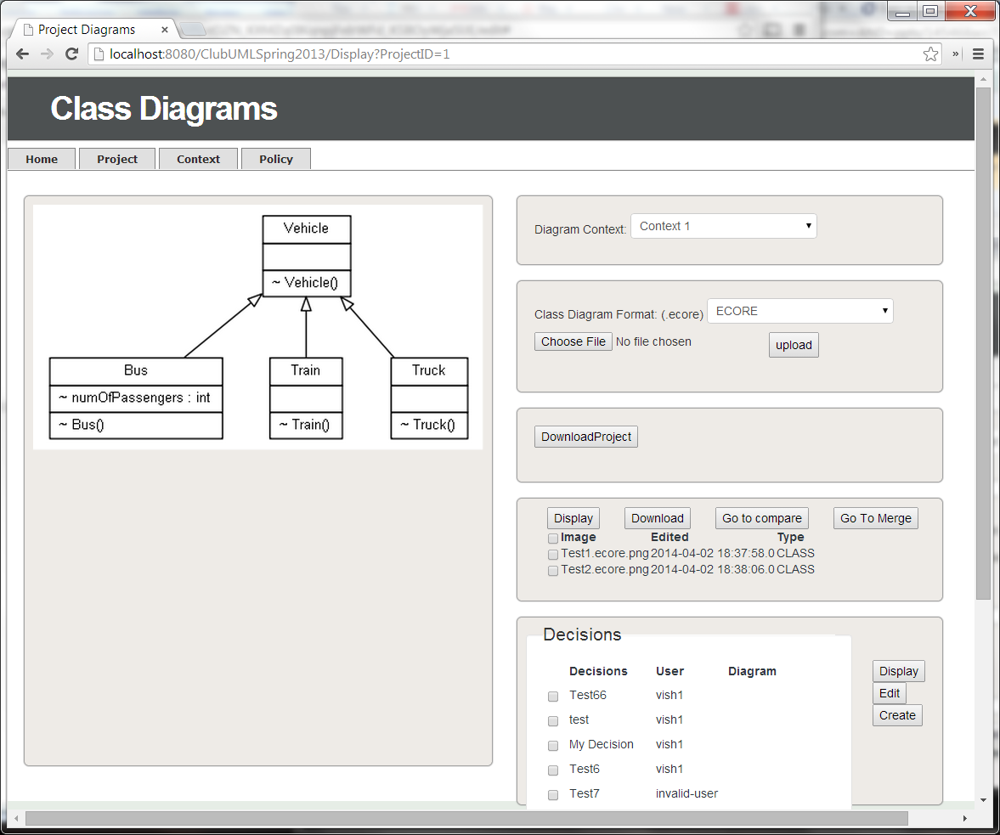 Project Diagrams
localhost:8080/ClubUMLSpring2013/Display?ProjectID=1
Class Diagrams
Home Project Context Policy
Vehicle
~ Vehicle()
Bus
~ numOfPassengers : int
~ Bus()
Train
~ Train()
Truck
~ Truck()
Diagram Context: Context 1
Class Diagram Format: (.ecore) ECORE
Choose File No file chosen upload
DownloadProject
Display Download Go to compare Go To Merge
Image Edited Type
Test1.ecore.png 2014-04-02 18:37:58.0 CLASS
Test2.ecore.png 2014-04-02 18:38:06.0 CLASS
Decisions
Decisions User Diagram
Test66 vish1
test vish1
My Decision vish1
Test6 vish1
Test7 invalid-user
Display
Edit
Create